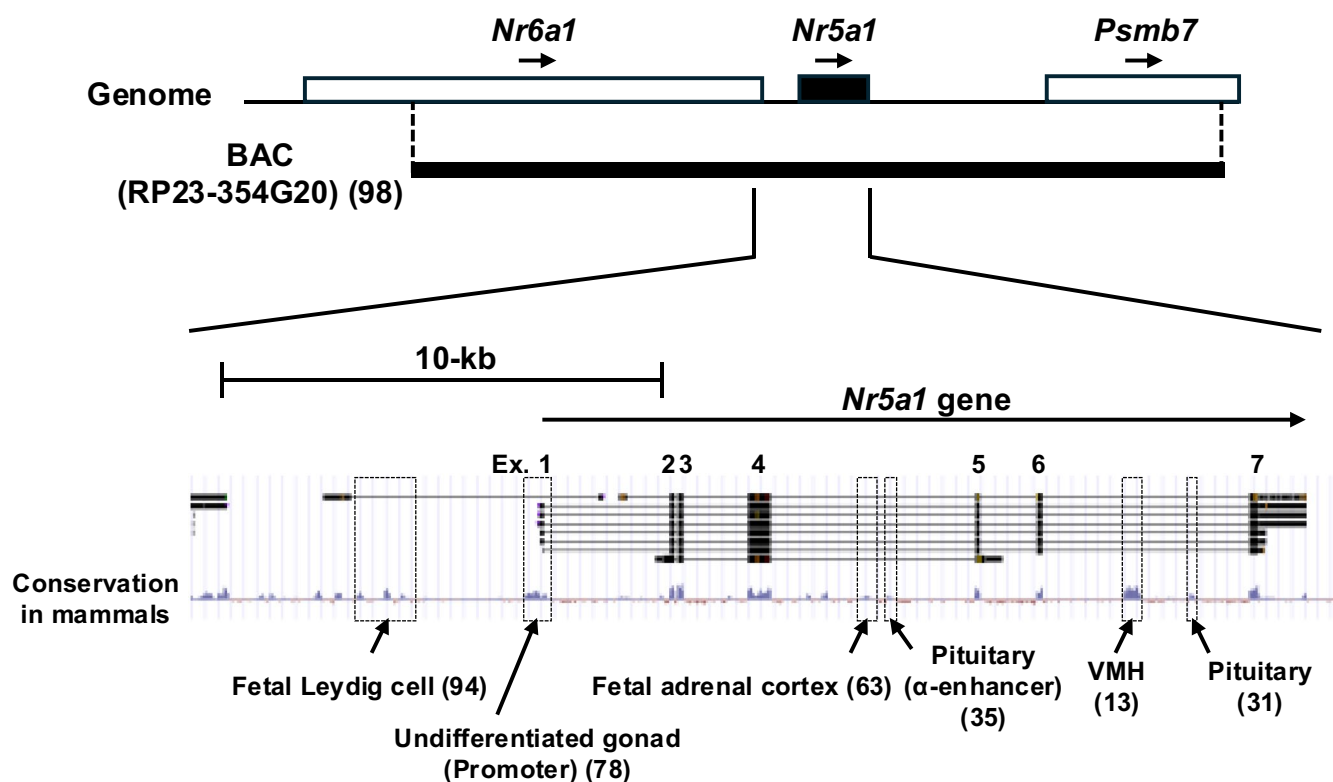 Nr6a1 Nr5a1 Psmb7
Genome
BAC
(RP23-354G20) (98)
10-kb
Nr5a1 gene
Ex. 1 2 3 4 5 6 7
Conservation
in mammals
Fetal Leydig cell (94)
Undifferentiated gonad
(Promoter) (78)
Fetal adrenal cortex (63)
Pituitary
(α-enhancer)
(35)
VMH
(13)
Pituitary
(31)